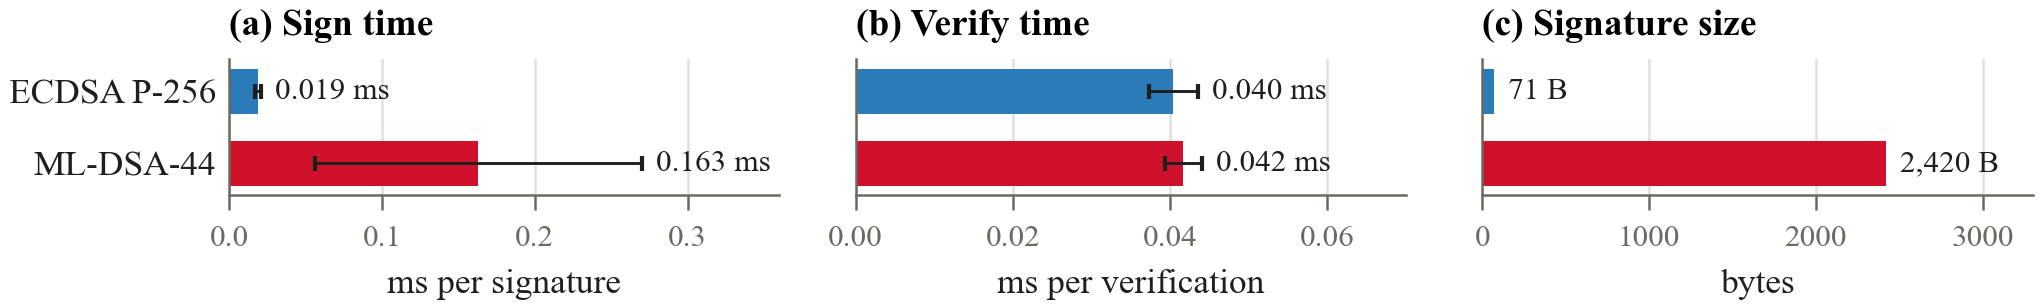 (a) Sign time
ECDSA P-256
0.019 ms
ML-DSA-44
0.163 ms
0.0 0.1 0.2 0.3
ms per signature
(b) Verify time
0.040 ms
0.042 ms
0.00 0.02 0.04 0.06
ms per verification
(c) Signature size
71 B
2,420 B
0 1000 2000 3000
bytes